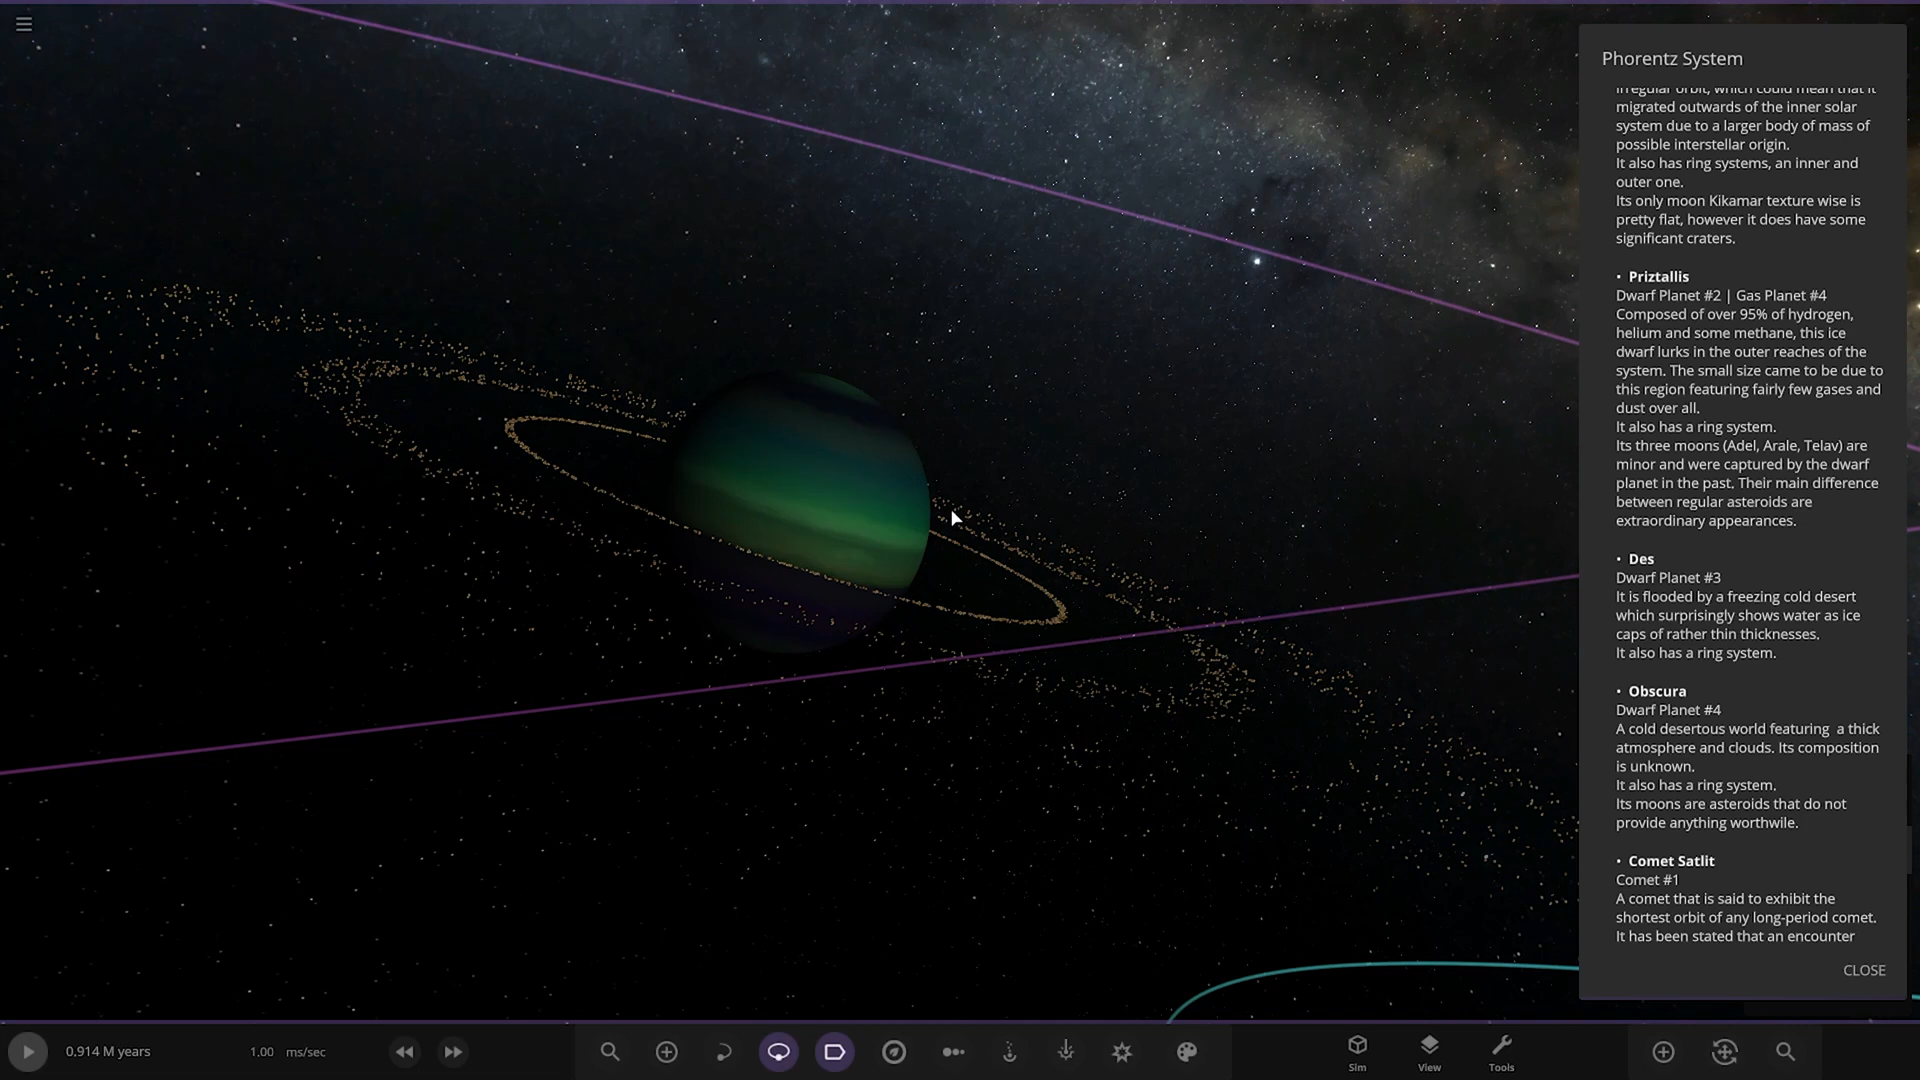 Phorentz System
irregular orbit, which could mean that it
migrated outwards of the inner solar
system due to a larger body of mass of
possible interstellar origin.
It also has ring systems, an inner and
outer one.
Its only moon Kikamar texture wise is
pretty flat, however it does have some
significant craters.
• Priztallis
Dwarf Planet #2 | Gas Planet #4
Composed of over 95% of hydrogen,
helium and some methane, this ice
dwarf lurks in the outer reaches of the
system. The small size came to be due to
this region featuring fairly few gases and
dust over all.
It also has a ring system.
Its three moons (Adel, Arale, Telav) are
minor and were captured by the dwarf
planet in the past. Their main difference
between regular asteroids are
extraordinary appearances.
• Des
Dwarf Planet #3
It is flooded by a freezing cold desert
which surprisingly shows water as ice
caps of rather thin thicknesses.
It also has a ring system.
• Obscura
Dwarf Planet #4
A cold desertous world featuring  a thick
atmosphere and clouds. Its composition
is unknown.
It also has a ring system.
Its moons are asteroids that do not
provide anything worthwile.
• Comet Satlit
Comet #1
A comet that is said to exhibit the
shortest orbit of any long-period comet.
It has been stated that an encounter
CLOSE
0.914 M years
1.00 ms/sec
Sim
View
Tools